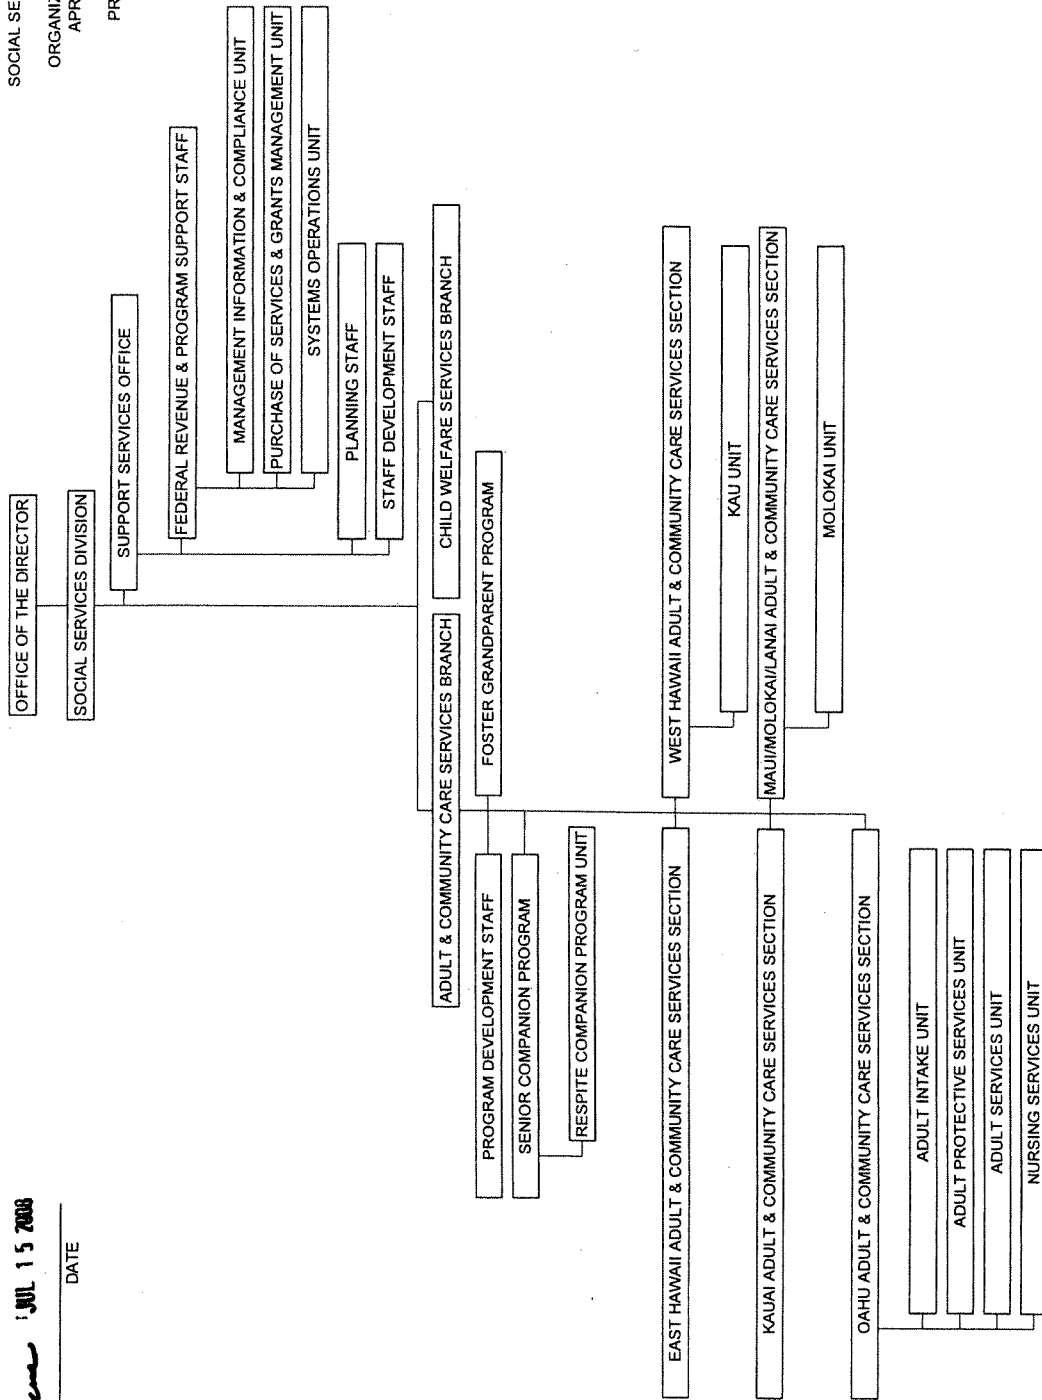 SOCIAL SE
ORGANIZ
APR
PR
JUL 15 2008
DATE
OFFICE OF THE DIRECTOR
SOCIAL SERVICES DIVISION
SUPPORT SERVICES OFFICE
FEDERAL REVENUE & PROGRAM SUPPORT STAFF
MANAGEMENT INFORMATION & COMPLIANCE UNIT
PURCHASE OF SERVICES & GRANTS MANAGEMENT UNIT
SYSTEMS OPERATIONS UNIT
PLANNING STAFF
STAFF DEVELOPMENT STAFF
ADULT & COMMUNITY CARE SERVICES BRANCH
CHILD WELFARE SERVICES BRANCH
PROGRAM DEVELOPMENT STAFF
FOSTER GRANDPARENT PROGRAM
SENIOR COMPANION PROGRAM
RESPITE COMPANION PROGRAM UNIT
EAST HAWAII ADULT & COMMUNITY CARE SERVICES SECTION
WEST HAWAII ADULT & COMMUNITY CARE SERVICES SECTION
KAU UNIT
KAUAI ADULT & COMMUNITY CARE SERVICES SECTION
MAUI/MOLOKAI/LANAI ADULT & COMMUNITY CARE SERVICES SECTION
MOLOKAI UNIT
OAHU ADULT & COMMUNITY CARE SERVICES SECTION
ADULT INTAKE UNIT
ADULT PROTECTIVE SERVICES UNIT
ADULT SERVICES UNIT
NURSING SERVICES UNIT